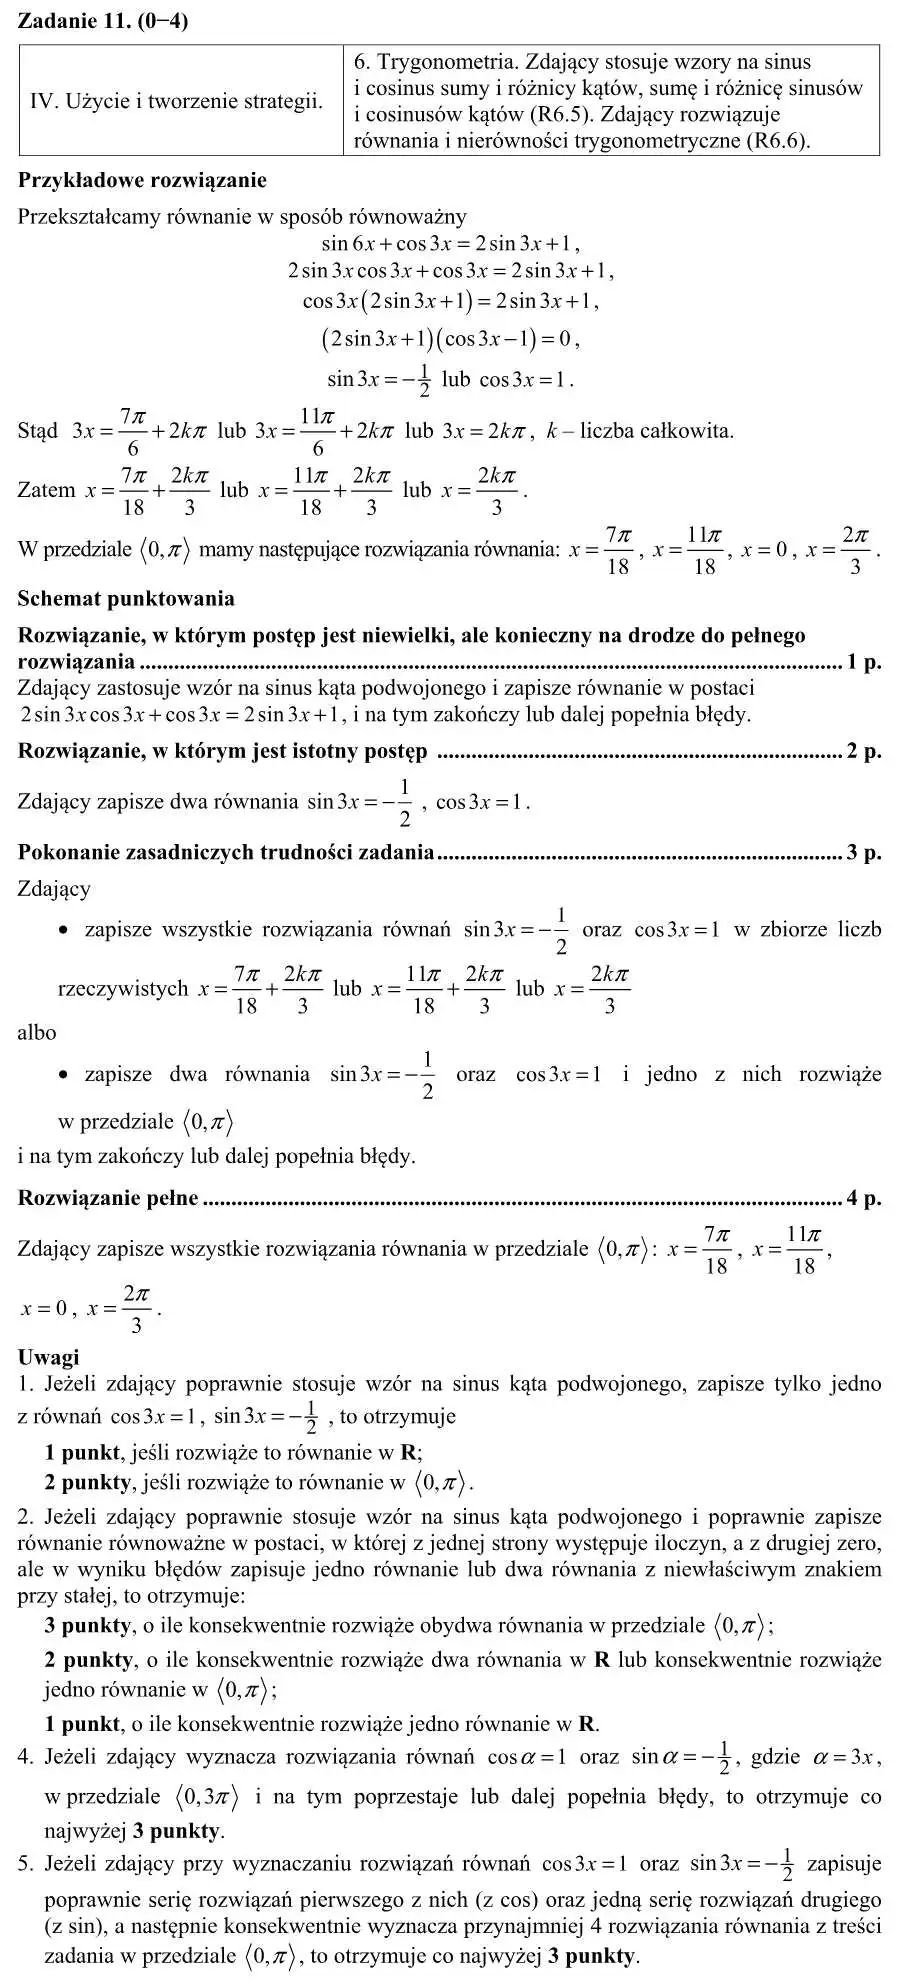 Zadanie 11. (0−4)
IV. Użycie i tworzenie strategii.
6. Trygonometria. Zdający stosuje wzory na sinus
i cosinus sumy i różnicy kątów, sumę i różnicę sinusów
i cosinusów kątów (R6.5). Zdający rozwiązuje
równania i nierówności trygonometryczne (R6.6).
Przykładowe rozwiązanie
Przekształcamy równanie w sposób równoważny
sin 6x + cos 3x = 2 sin 3x + 1,
2 sin 3x cos 3x + cos 3x = 2 sin 3x + 1,
cos 3x (2 sin 3x + 1) = 2 sin 3x + 1,
(2 sin 3x + 1)(cos 3x − 1) = 0,
sin 3x = −1/2 lub cos 3x = 1.
Stąd 3x = 7π/6 + 2kπ lub 3x = 11π/6 + 2kπ lub 3x = 2kπ, k – liczba całkowita.
Zatem x = 7π/18 + 2kπ/3 lub x = 11π/18 + 2kπ/3 lub x = 2kπ/3.
W przedziale ⟨0, π⟩ mamy następujące rozwiązania równania: x = 7π/18, x = 11π/18, x = 0, x = 2π/3.
Schemat punktowania
Rozwiązanie, w którym postęp jest niewielki, ale konieczny na drodze do pełnego
rozwiązania ........................................................................................................... 1 p.
Zdający zastosuje wzór na sinus kąta podwojonego i zapisze równanie w postaci
2 sin 3x cos 3x + cos 3x = 2 sin 3x + 1, i na tym zakończy lub dalej popełnia błędy.
Rozwiązanie, w którym jest istotny postęp .............................................................. 2 p.
Zdający zapisze dwa równania sin 3x = −1/2 , cos 3x = 1.
Pokonanie zasadniczych trudności zadania.............................................................. 3 p.
Zdający
• zapisze wszystkie rozwiązania równań sin 3x = −1/2 oraz cos 3x = 1 w zbiorze liczb
rzeczywistych x = 7π/18 + 2kπ/3 lub x = 11π/18 + 2kπ/3 lub x = 2kπ/3
albo
• zapisze dwa równania sin 3x = −1/2 oraz cos 3x = 1 i jedno z nich rozwiąże
w przedziale ⟨0, π⟩
i na tym zakończy lub dalej popełnia błędy.
Rozwiązanie pełne .................................................................................................. 4 p.
Zdający zapisze wszystkie rozwiązania równania w przedziale ⟨0, π⟩: x = 7π/18, x = 11π/18,
x = 0, x = 2π/3.
Uwagi
1. Jeżeli zdający poprawnie stosuje wzór na sinus kąta podwojonego, zapisze tylko jedno
z równań cos 3x = 1, sin 3x = −1/2 , to otrzymuje
1 punkt, jeśli rozwiąże to równanie w R;
2 punkty, jeśli rozwiąże to równanie w ⟨0, π⟩.
2. Jeżeli zdający poprawnie stosuje wzór na sinus kąta podwojonego i poprawnie zapisze
równanie równoważne w postaci, w której z jednej strony występuje iloczyn, a z drugiej zero,
ale w wyniku błędów zapisuje jedno równanie lub dwa równania z niewłaściwym znakiem
przy stałej, to otrzymuje:
3 punkty, o ile konsekwentnie rozwiąże obydwa równania w przedziale ⟨0, π⟩;
2 punkty, o ile konsekwentnie rozwiąże dwa równania w R lub konsekwentnie rozwiąże
jedno równanie w ⟨0, π⟩;
1 punkt, o ile konsekwentnie rozwiąże jedno równanie w R.
4. Jeżeli zdający wyznacza rozwiązania równań cos α = 1 oraz sin α = −1/2, gdzie α = 3x,
w przedziale ⟨0, 3π⟩ i na tym poprzestaje lub dalej popełnia błędy, to otrzymuje co
najwyżej 3 punkty.
5. Jeżeli zdający przy wyznaczaniu rozwiązań równań cos 3x = 1 oraz sin 3x = −1/2 zapisuje
poprawnie serię rozwiązań pierwszego z nich (z cos) oraz jedną serię rozwiązań drugiego
(z sin), a następnie konsekwentnie wyznacza przynajmniej 4 rozwiązania równania z treści
zadania w przedziale ⟨0, π⟩, to otrzymuje co najwyżej 3 punkty.